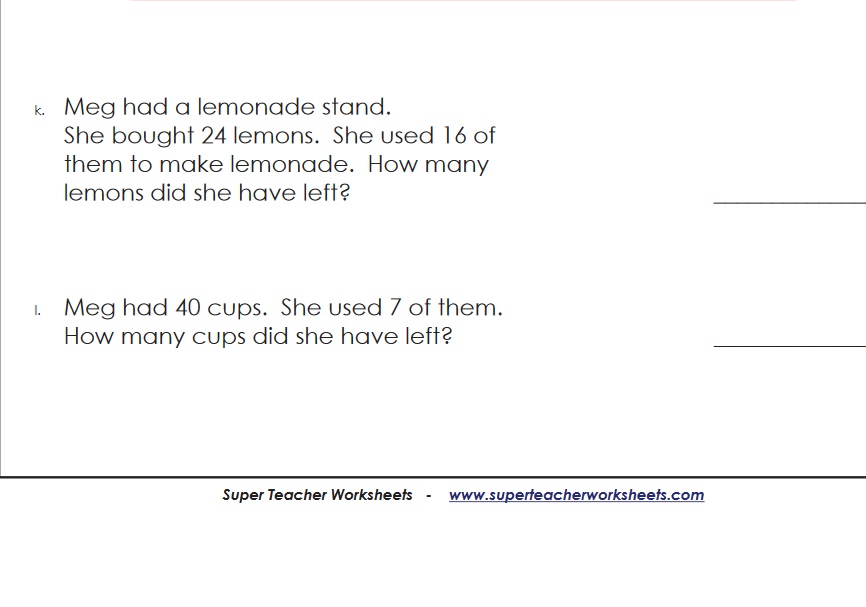 k. Meg had a lemonade stand.
She bought 24 lemons. She used 16 of
them to make lemonade. How many
lemons did she have left?
l. Meg had 40 cups. She used 7 of them.
How many cups did she have left?
Super Teacher Worksheets - www.superteacherworksheets.com